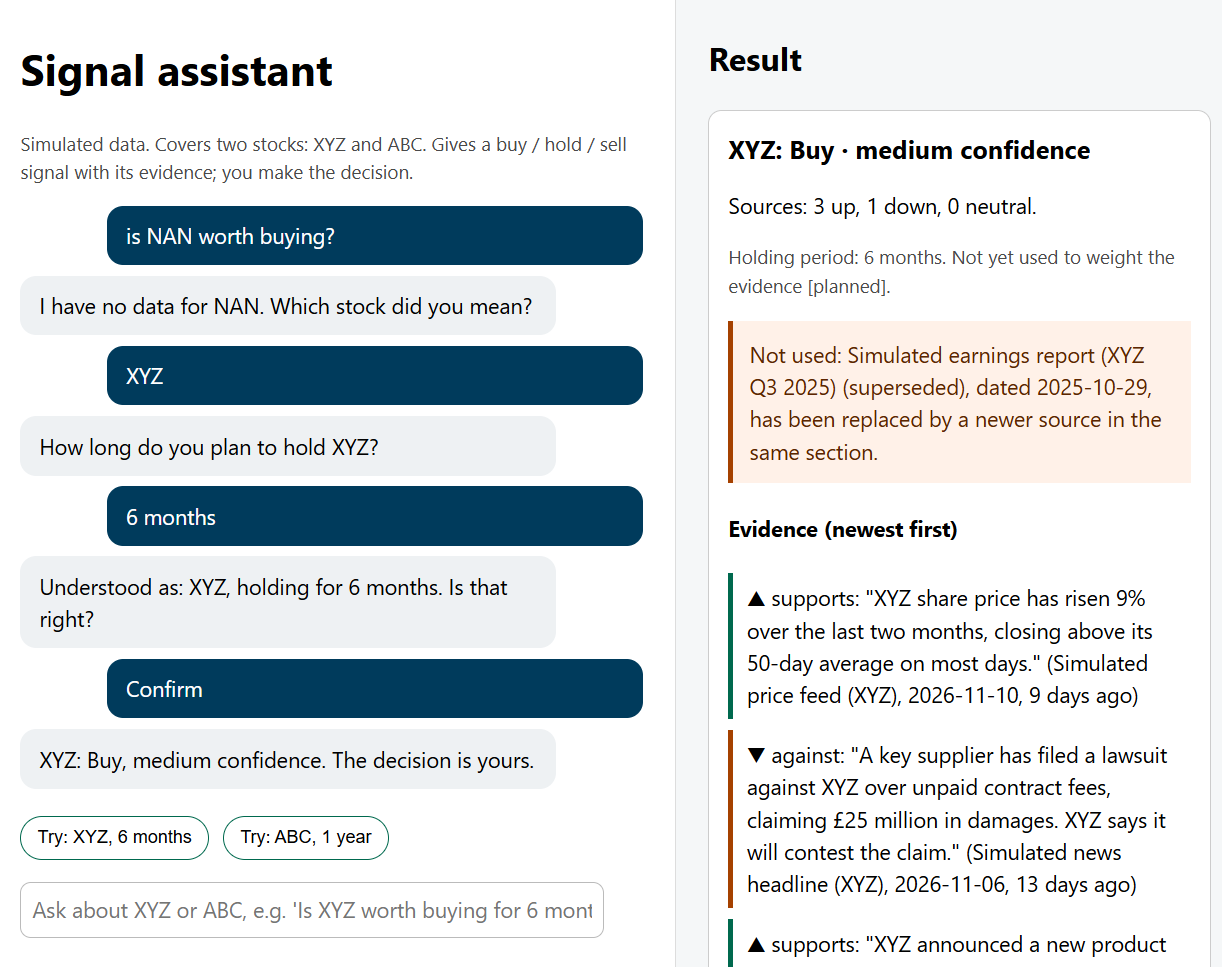 Signal assistant
Simulated data. Covers two stocks: XYZ and ABC. Gives a buy / hold / sell
signal with its evidence; you make the decision.
is NAN worth buying?
I have no data for NAN. Which stock did you mean?
XYZ
How long do you plan to hold XYZ?
6 months
Understood as: XYZ, holding for 6 months. Is that
right?
Confirm
XYZ: Buy, medium confidence. The decision is yours.
Try: XYZ, 6 months
Try: ABC, 1 year
Ask about XYZ or ABC, e.g. 'Is XYZ worth buying for 6 mont
Result
XYZ: Buy · medium confidence
Sources: 3 up, 1 down, 0 neutral.
Holding period: 6 months. Not yet used to weight the
evidence [planned].
Not used: Simulated earnings report (XYZ
Q3 2025) (superseded), dated 2025-10-29,
has been replaced by a newer source in the
same section.
Evidence (newest first)
▲ supports: "XYZ share price has risen 9%
over the last two months, closing above its
50-day average on most days." (Simulated
price feed (XYZ), 2026-11-10, 9 days ago)
▼ against: "A key supplier has filed a lawsuit
against XYZ over unpaid contract fees,
claiming £25 million in damages. XYZ says it
will contest the claim." (Simulated news
headline (XYZ), 2026-11-06, 13 days ago)
▲ supports: "XYZ announced a new product